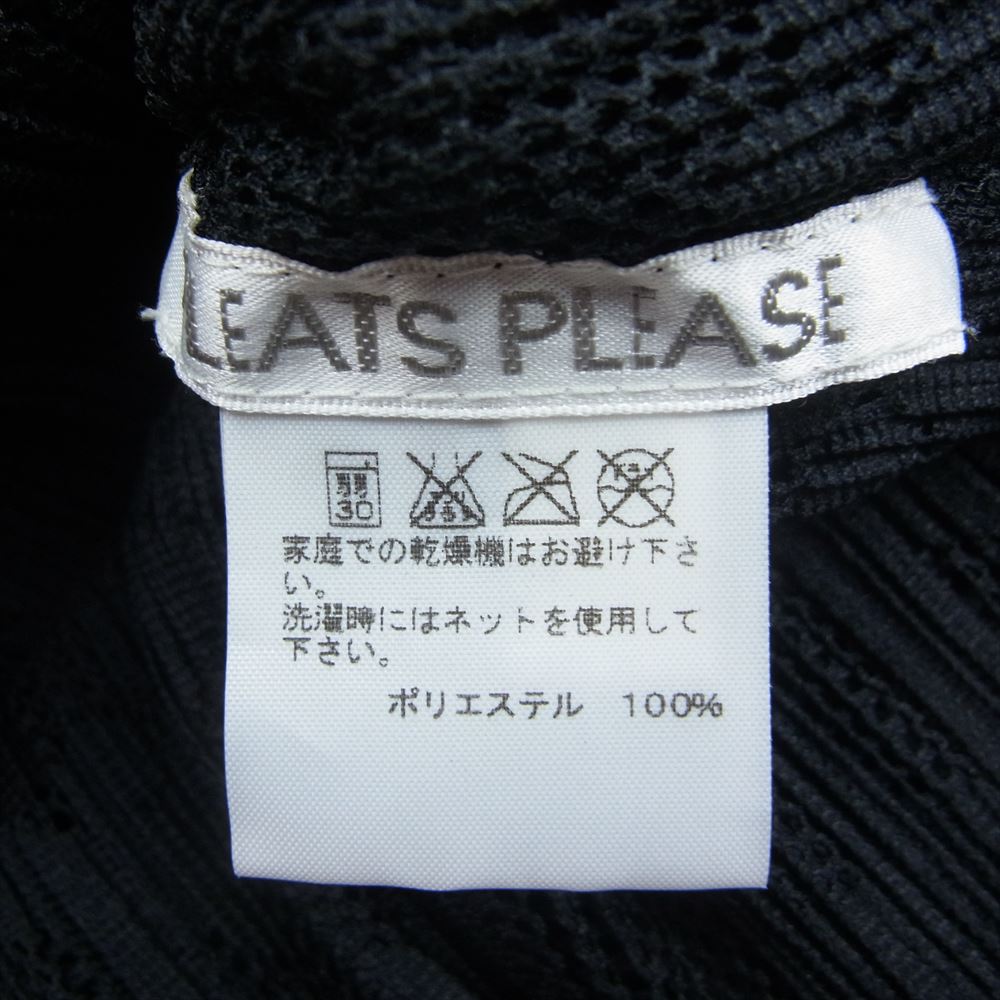 LEATS PLEASE
弱
30
家庭での乾燥機はお避け下さ
い。
洗濯時にはネットを使用して
下さい。
ポリエステル 100%